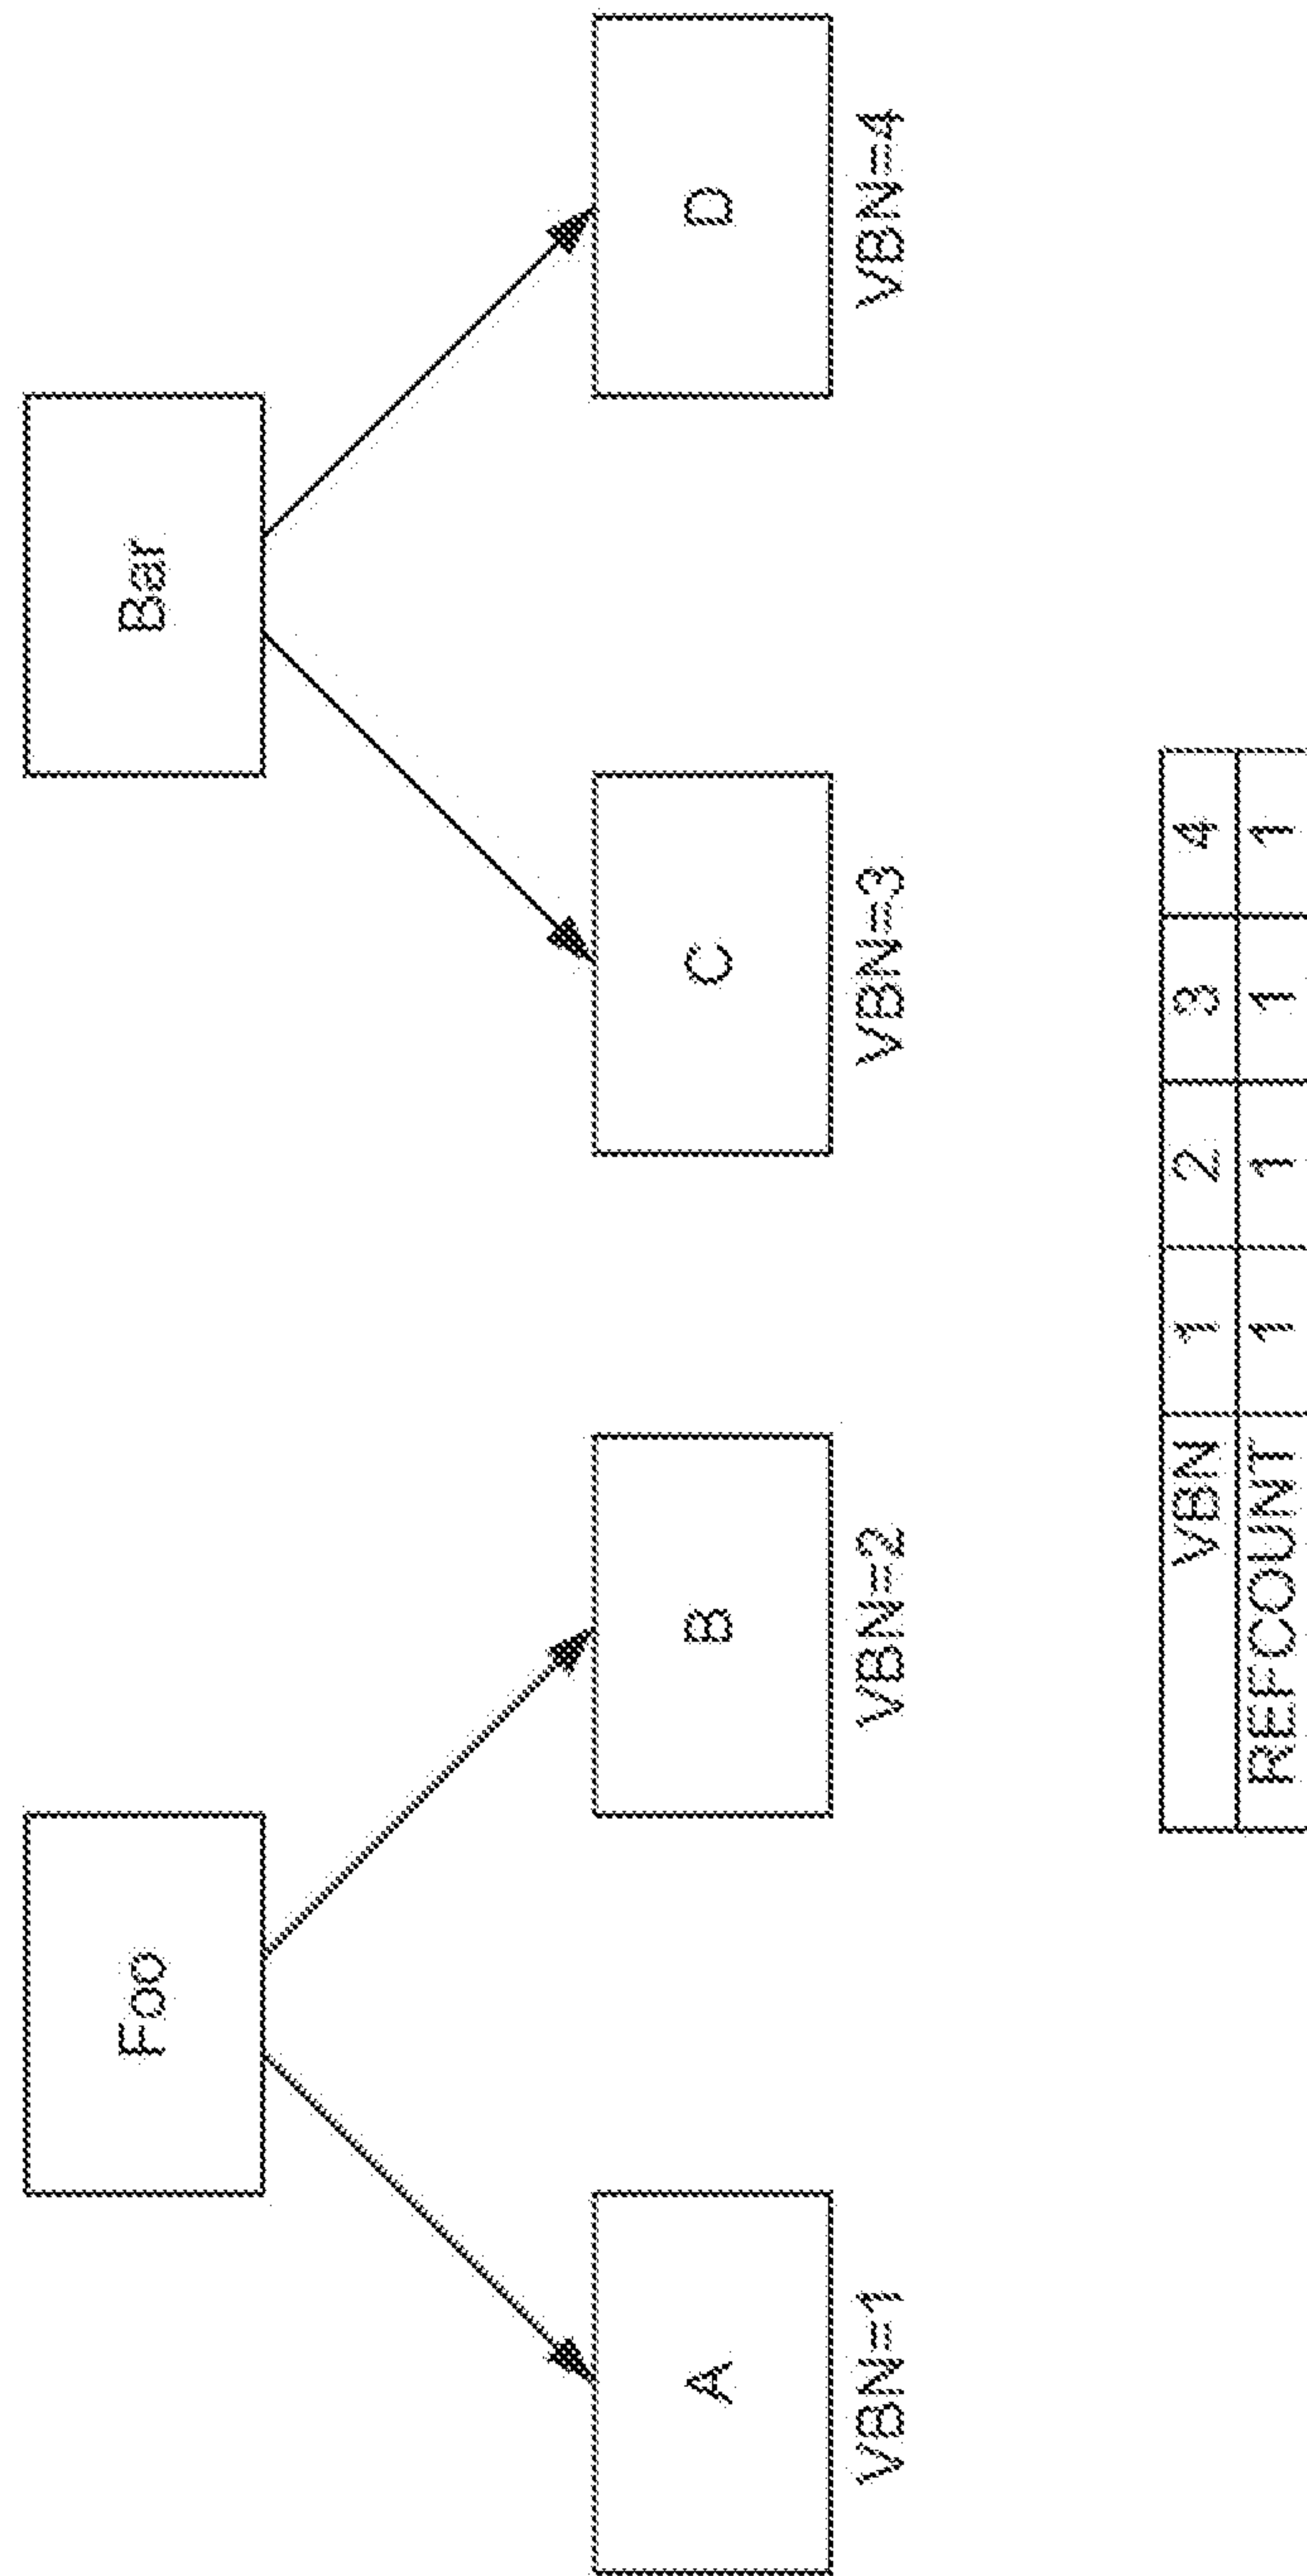 Foo
Bar
A
B
C
D
VBN=1
VBN=2
VBN=3
VBN=4
VBN 1 2 3 4
REFCOUNT 1 1 1 1